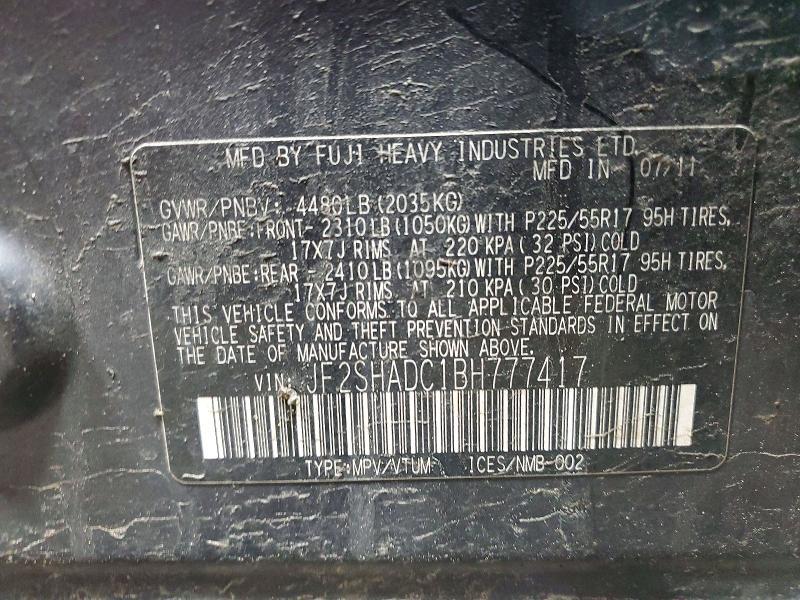 MFD BY FUJI HEAVY INDUSTRIES LTD.
MFD IN 07/11
GVWR/PNBV: 4480LB(2035KG)
GAWR/PNBE:FRONT- 2310LB(1050KG)WITH P225/55R17 95H TIRES,
17X7J RIMS AT 220 KPA(32 PSI)COLD
GAWR/PNBE:REAR - 2410LB(1095KG)WITH P225/55R17 95H TIRES,
17X7J RIMS AT 210 KPA(30 PSI)COLD
THIS VEHICLE CONFORMS TO ALL APPLICABLE FEDERAL MOTOR
VEHICLE SAFETY AND THEFT PREVENTION STANDARDS IN EFFECT ON
THE DATE OF MANUFACTURE SHOWN ABOVE.
VIN: JF2SHADC1BH777417
TYPE:MPV/VTUM ICES/NMB-002